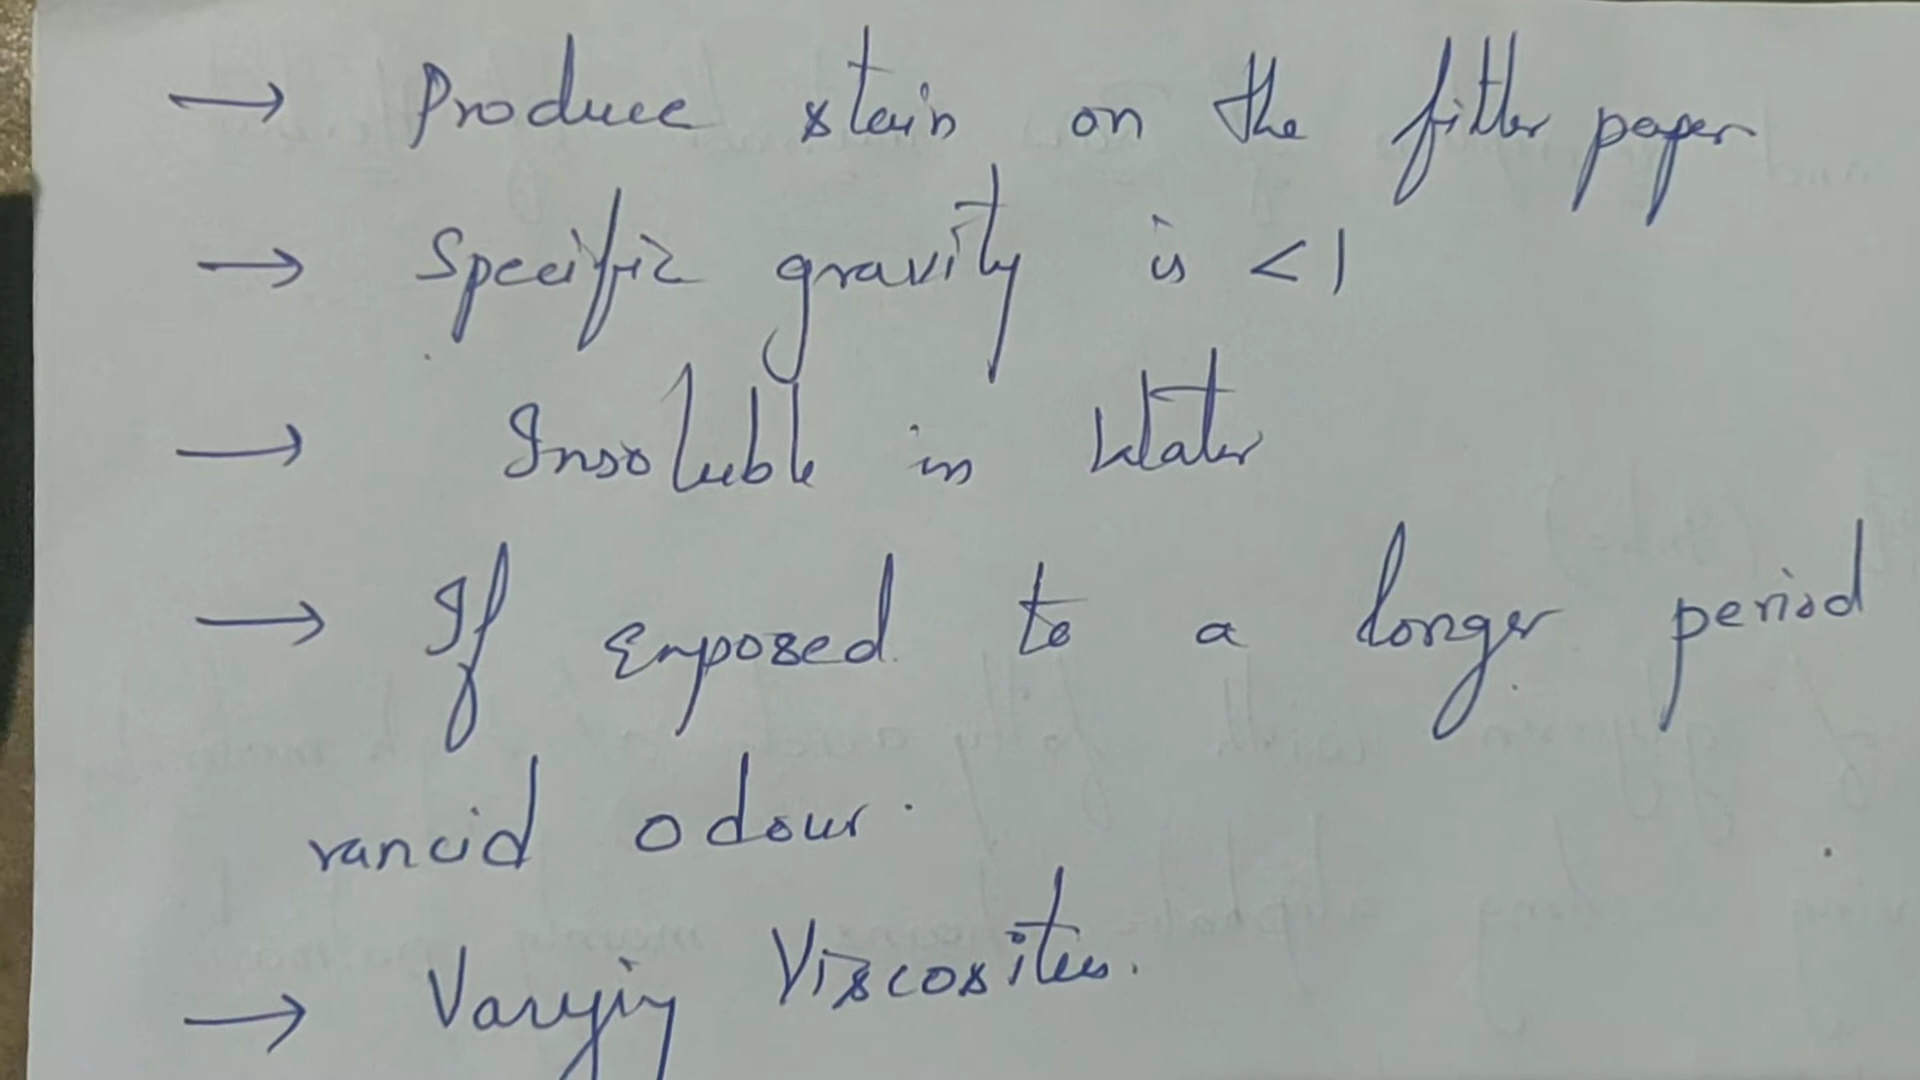 → Produce stain on the filter paper
→ Specific gravity is <1
→ Insoluble in Water
→ If Exposed to a longer period
rancid odour.
→ Varying Viscosities.